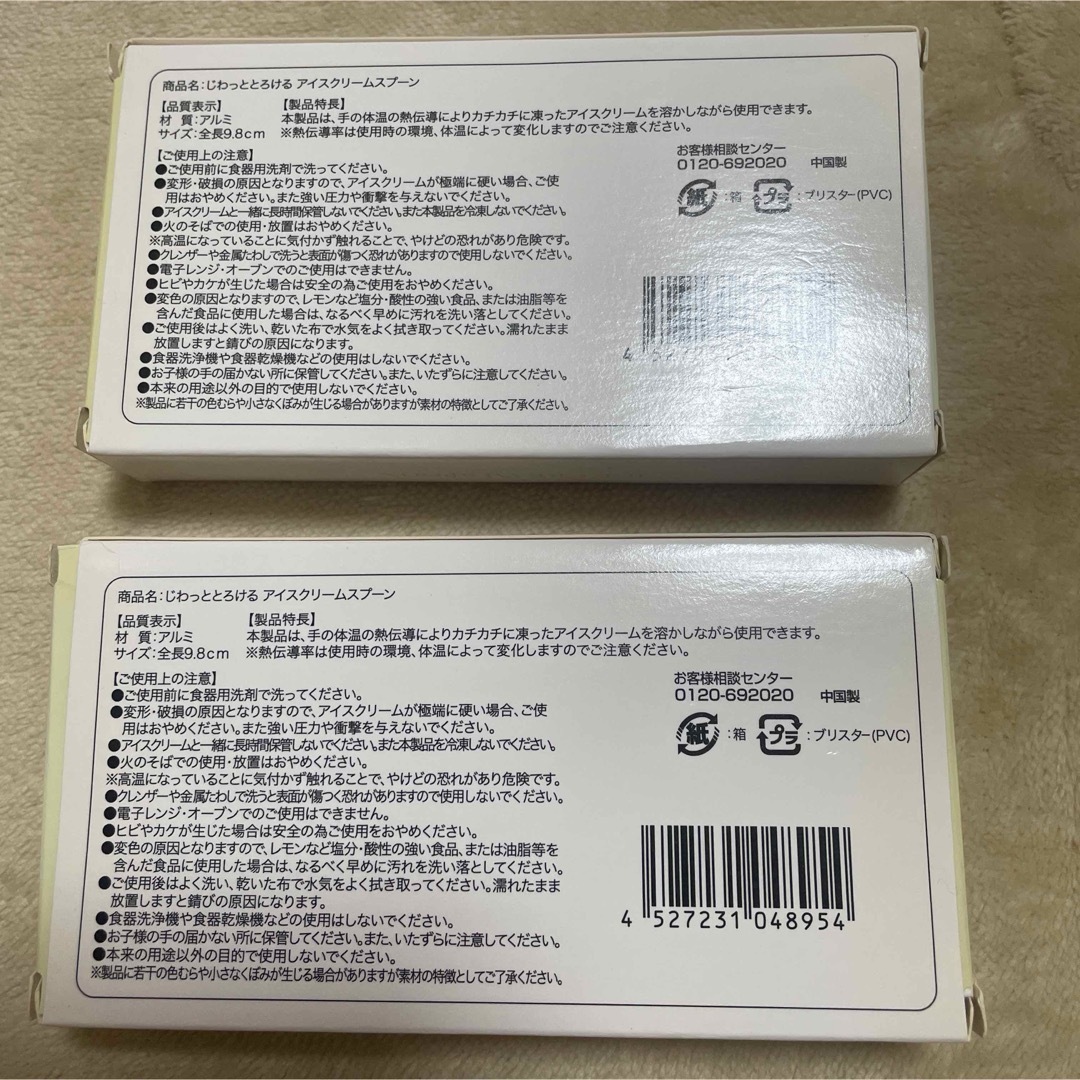 商品名:じわっととろける アイスクリームスプーン
【品質表示】
材 質:アルミ
サイズ:全長9.8cm
【製品特長】
本製品は、手の体温の熱伝導によりカチカチに凍ったアイスクリームを溶かしながら使用できます。
※熱伝導率は使用時の環境、体温によって変化しますのでご注意ください。
【ご使用上の注意】
●ご使用前に食器用洗剤で洗ってください。
●変形・破損の原因となりますので、アイスクリームが極端に硬い場合、ご使
用はおやめください。また強い圧力や衝撃を与えないでください。
●アイスクリームと一緒に長時間保管しないでください。また本製品を冷凍しないでください。
●火のそばでの使用・放置はおやめください。
※高温になっていることに気付かず触れることで、やけどの恐れがあり危険です。
●クレンザーや金属たわしで洗うと表面が傷つく恐れがありますので使用しないでください。
●電子レンジ・オーブンでのご使用はできません。
●ヒビやカケが生じた場合は安全の為ご使用をおやめください。
●変色の原因となりますので、レモンなど塩分・酸性の強い食品、または油脂等を
含んだ食品に使用した場合は、なるべく早めに汚れを洗い落としてください。
●ご使用後はよく洗い、乾いた布で水気をよく拭き取ってください。濡れたまま
放置しますと錆びの原因になります。
●食器洗浄機や食器乾燥機などの使用はしないでください。
●お子様の手の届かない所に保管してください。また、いたずらに注意してください。
●本来の用途以外の目的で使用しないでください。
※製品に若干の色むらや小さなくぼみが生じる場合がありますが素材の特徴としてご了承ください。
お客様相談センター
0120-692020 中国製
紙:箱 プラ:ブリスター(PVC)
商品名:じわっととろける アイスクリームスプーン
【品質表示】
材 質:アルミ
サイズ:全長9.8cm
【製品特長】
本製品は、手の体温の熱伝導によりカチカチに凍ったアイスクリームを溶かしながら使用できます。
※熱伝導率は使用時の環境、体温によって変化しますのでご注意ください。
【ご使用上の注意】
●ご使用前に食器用洗剤で洗ってください。
●変形・破損の原因となりますので、アイスクリームが極端に硬い場合、ご使
用はおやめください。また強い圧力や衝撃を与えないでください。
●アイスクリームと一緒に長時間保管しないでください。また本製品を冷凍しないでください。
●火のそばでの使用・放置はおやめください。
※高温になっていることに気付かず触れることで、やけどの恐れがあり危険です。
●クレンザーや金属たわしで洗うと表面が傷つく恐れがありますので使用しないでください。
●電子レンジ・オーブンでのご使用はできません。
●ヒビやカケが生じた場合は安全の為ご使用をおやめください。
●変色の原因となりますので、レモンなど塩分・酸性の強い食品、または油脂等を
含んだ食品に使用した場合は、なるべく早めに汚れを洗い落としてください。
●ご使用後はよく洗い、乾いた布で水気をよく拭き取ってください。濡れたまま
放置しますと錆びの原因になります。
●食器洗浄機や食器乾燥機などの使用はしないでください。
●お子様の手の届かない所に保管してください。また、いたずらに注意してください。
●本来の用途以外の目的で使用しないでください。
※製品に若干の色むらや小さなくぼみが生じる場合がありますが素材の特徴としてご了承ください。
お客様相談センター
0120-692020 中国製
紙:箱 プラ:ブリスター(PVC)
4 527231 048954